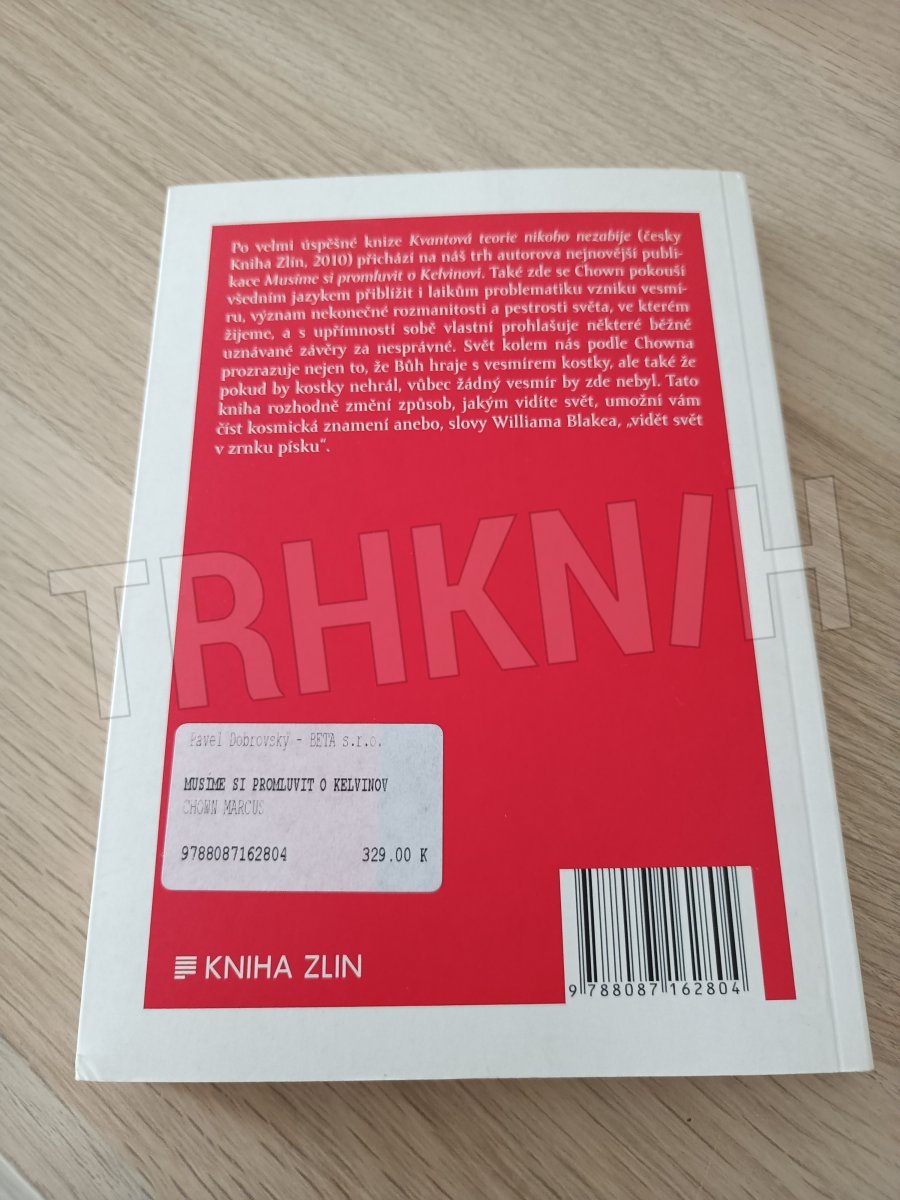 Po velmi úspěšné knize Kvantová teorie nikoho nezabije (česky
Kniha Zlín, 2010) přichází na náš trh autorova nejnovější publi-
kace Musíme si promluvit o Kelvinovi. Také zde se Chown pokouší
všedním jazykem přiblížit i laikům problematiku vzniku vesmí-
ru, význam nekonečné rozmanitosti a pestrosti světa, ve kterém
žijeme, a s upřímností sobě vlastní prohlašuje některé běžně
uznávané závěry za nesprávné. Svět kolem nás podle Chowna
prozrazuje nejen to, že Bůh hraje s vesmírem kostky, ale také že
pokud by kostky nehrál, vůbec žádný vesmír by zde nebyl. Tato
kniha rozhodně změní způsob, jakým vidíte svět, umožní vám
číst kosmická znamení anebo, slovy Williama Blakea, „vidět svět
v zrnku písku“.
TRHKNIH
Pavel Dobrovský - BETA s.r.o.
MUSIME SI PROMLUVIT O KELVINOV
CHOWN MARCUS
9788087162804 329.00 K
KNIHA ZLIN
9 788087 162804